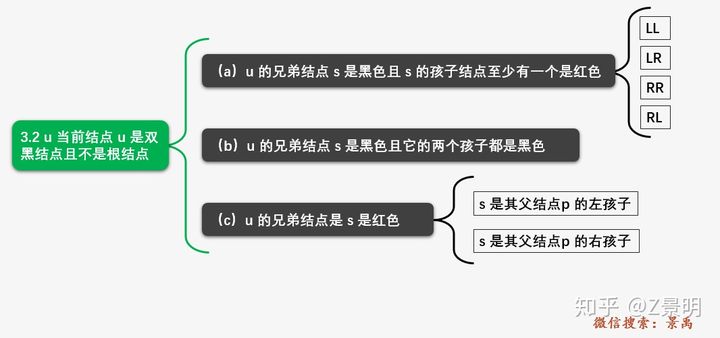 3.2 u 当前结点 u 是双
黑结点且不是根结点
（a）u 的兄弟结点 s 是黑色且 s 的孩子结点至少有一个是红色
LL
LR
RR
RL
（b）u 的兄弟结点 s 是黑色且它的两个孩子都是黑色
（c）u 的兄弟结点是 s 是红色
s 是其父结点p 的左孩子
s 是其父结点p 的右孩子
知乎 @Z景明
微信搜索：景禹